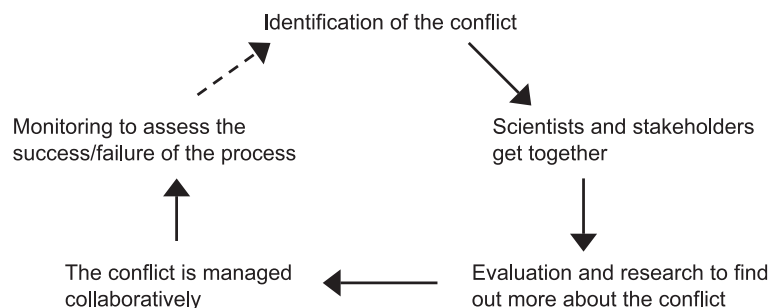 Identification of the conflict
Scientists and stakeholders
get together
Evaluation and research to find
out more about the conflict
The conflict is managed
collaboratively
Monitoring to assess the
success/failure of the process